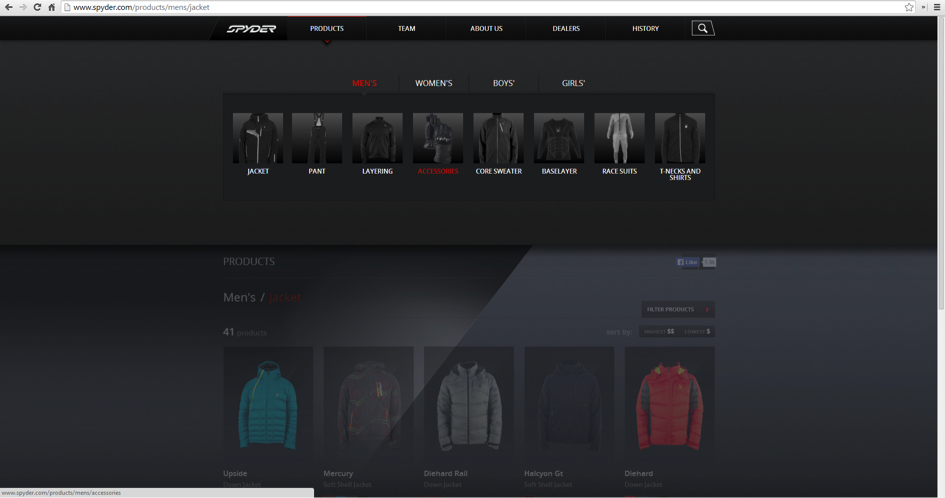 www.spyder.com/products/mens/jacket
SPYDER
PRODUCTS
TEAM
ABOUT US
DEALERS
HISTORY
MEN'S
WOMEN'S
BOYS'
GIRLS'
JACKET
PANT
LAYERING
ACCESSORIES
CORE SWEATER
BASELAYER
RACE SUITS
T-NECKS AND
SHIRTS
PRODUCTS
Like
Men's / Jacket
FILTER PRODUCTS
41 products
sort by:
HIGHEST $$
LOWEST $
Upside
Down Jacket
Mercury
Soft Shell Jacket
Diehard Rail
Down Jacket
Halcyon Gt
Soft Shell Jacket
Diehard
Down Jacket
www.spyder.com/products/mens/accessories